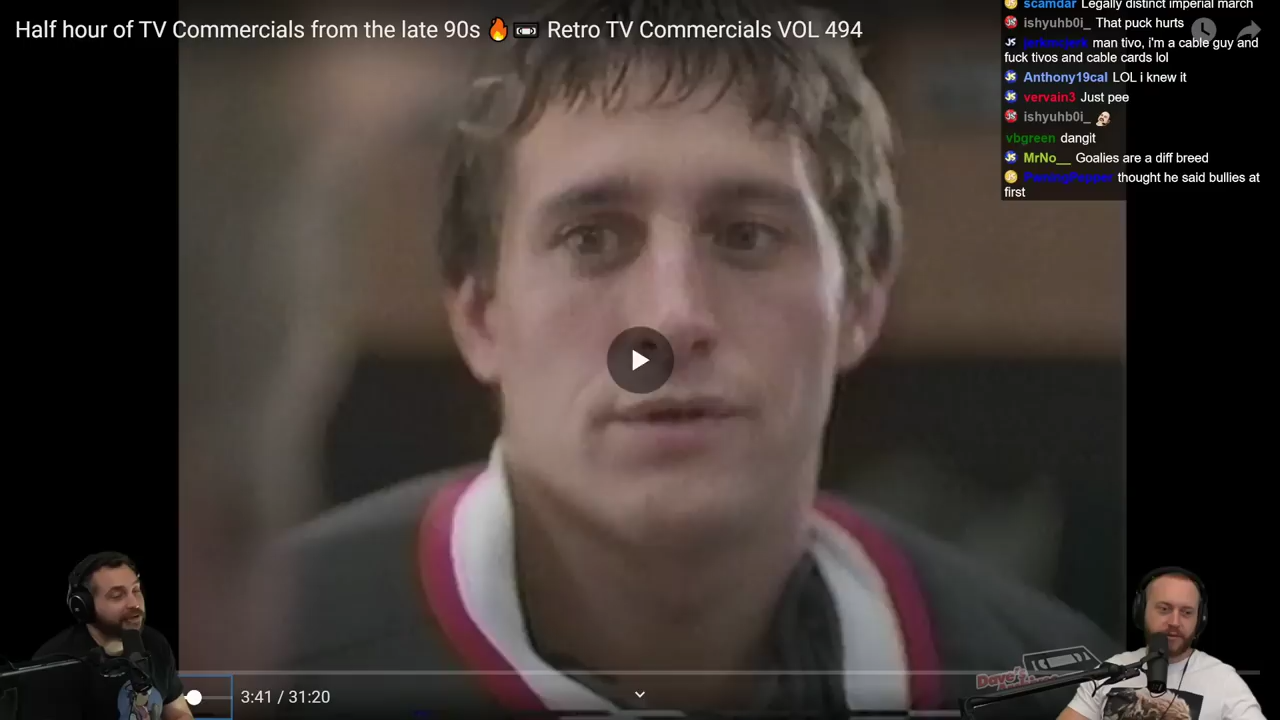 Half hour of TV Commercials from the late 90s 🔥📼 Retro TV Commercials VOL 494
scamdar Legally distinct imperial march
ishyuhb0i_ That puck hurts
man tivo, i'm a cable guy and
fuck tivos and cable cards lol
Anthony19cal LOL i knew it
vervain3 Just pee
ishyuhb0i_
vbgreen dangit
MrNo__ Goalies are a diff breed
thought he said bullies at
first
3:41 / 31:20
Dave's